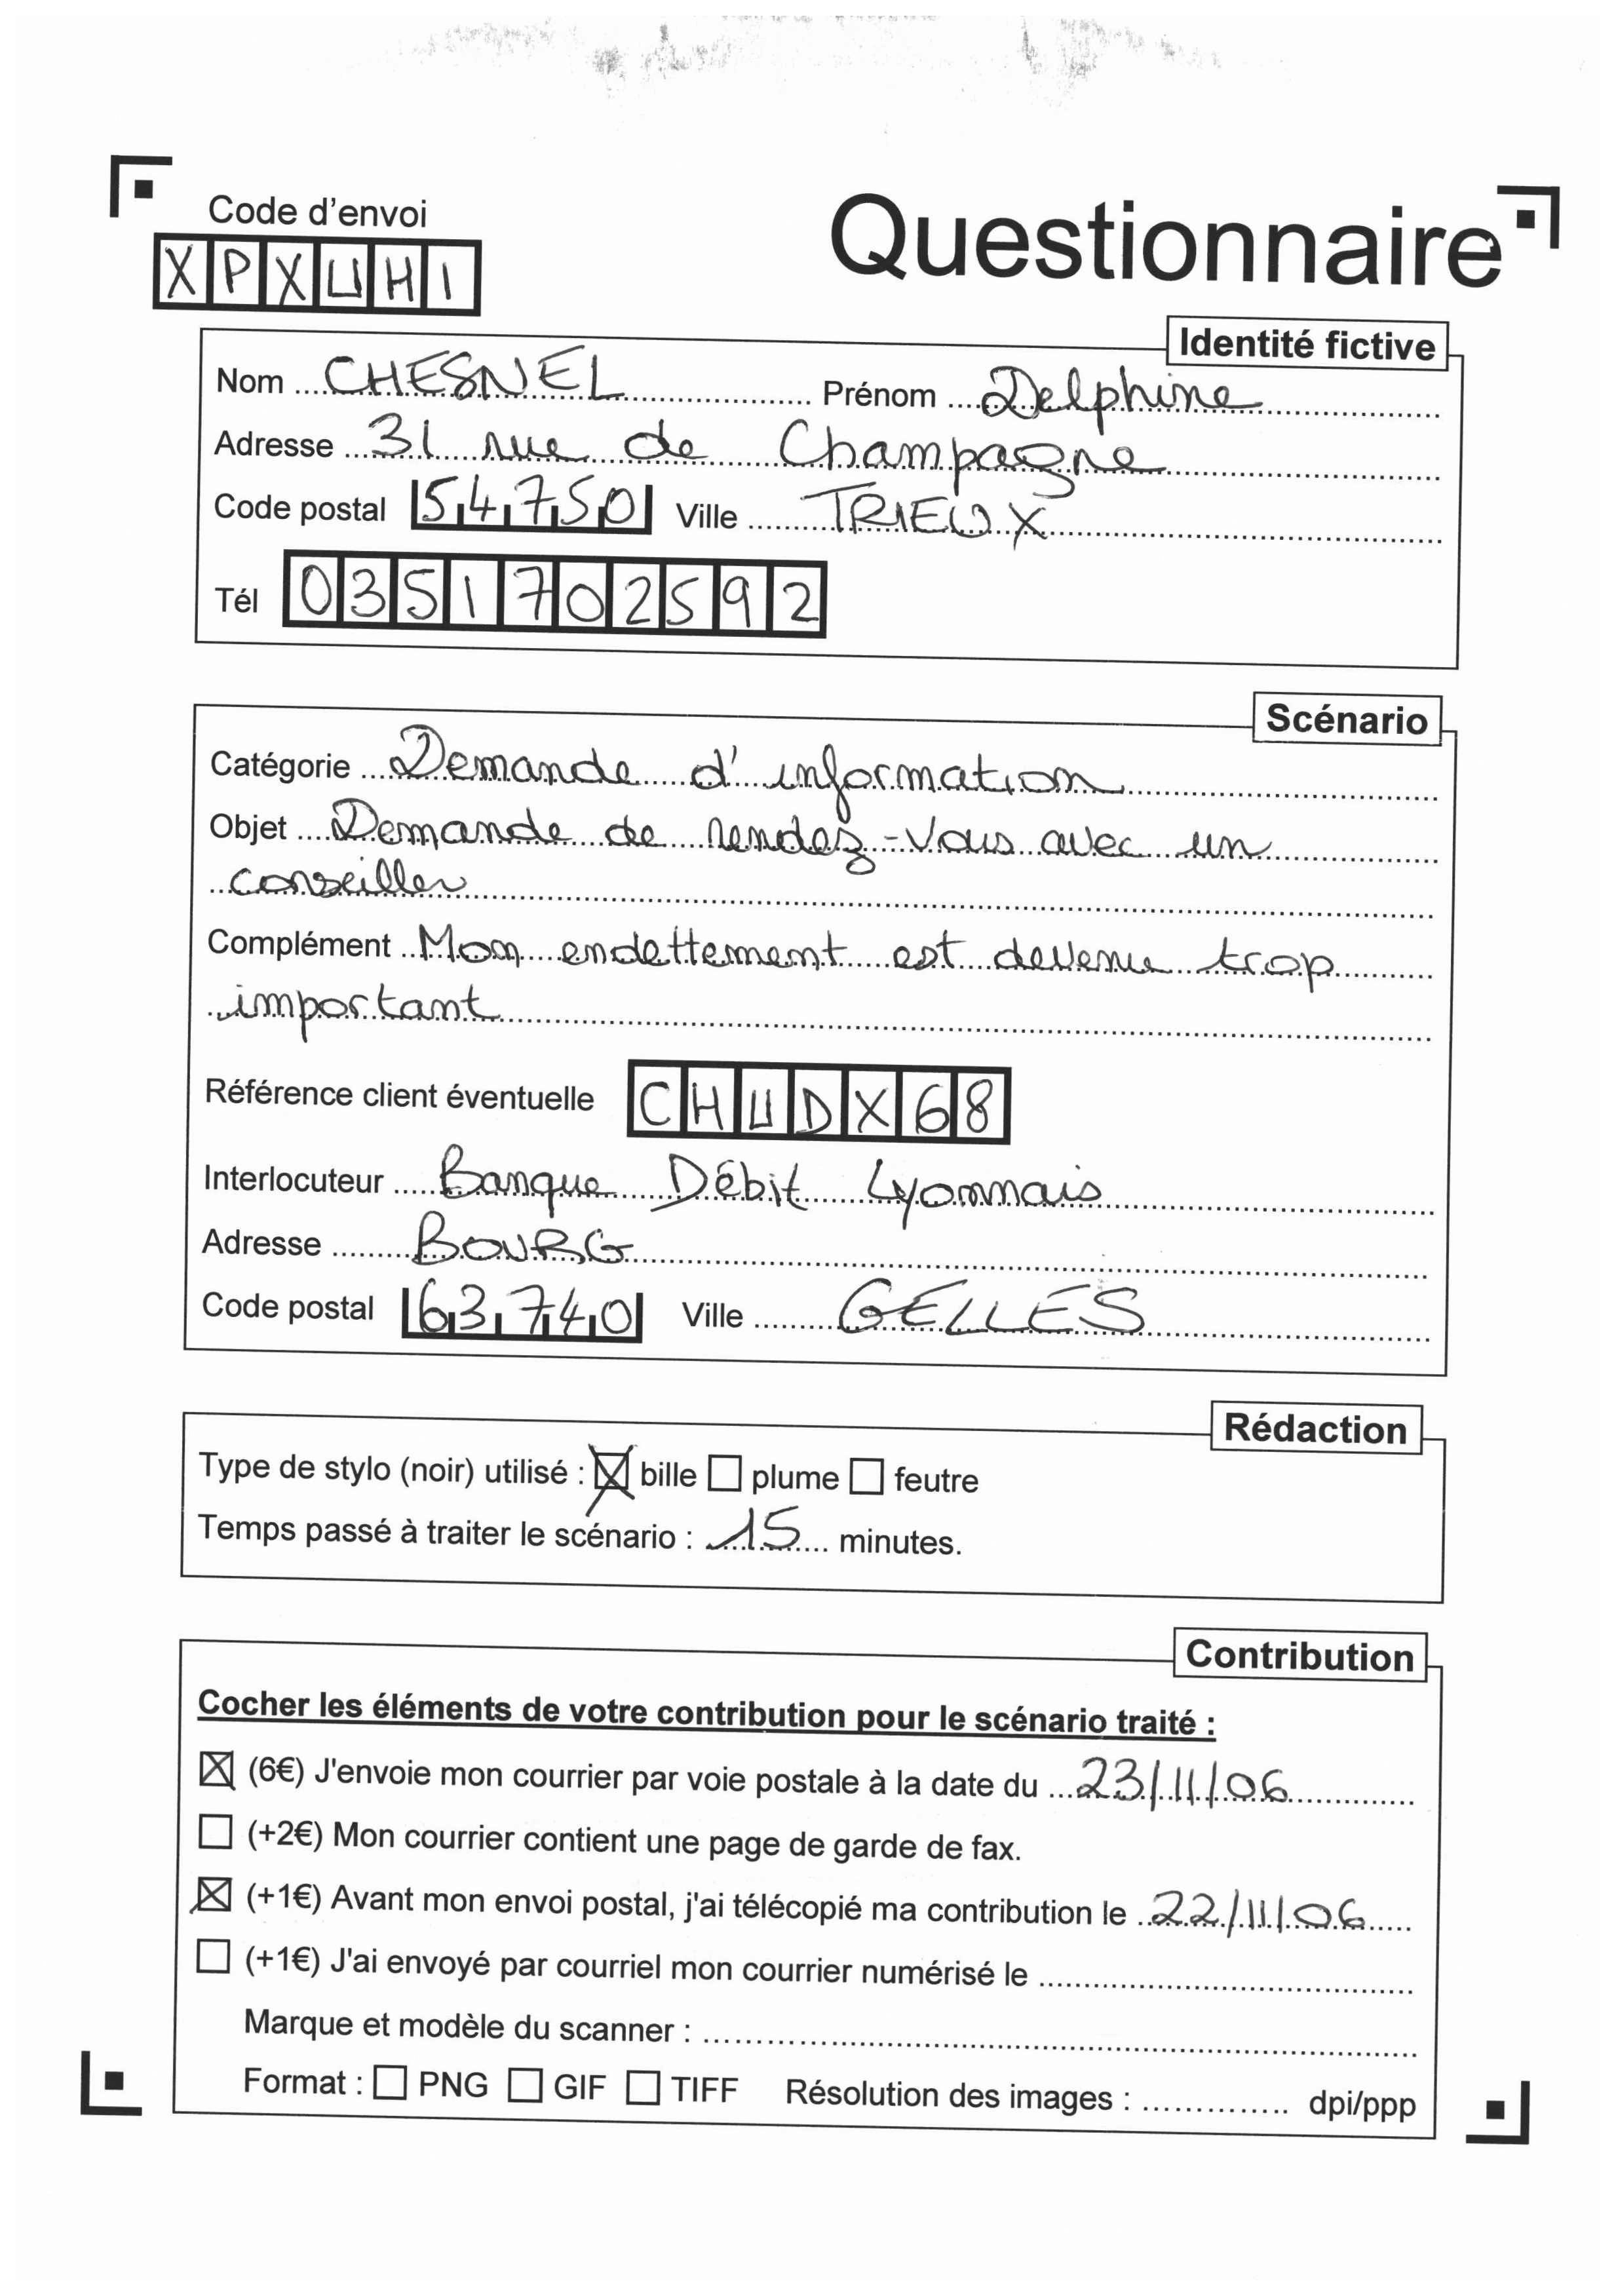 Code d'envoi
Questionnaire
XPXUHI
Identité fictive
Nom CHESNEL Prénom Delphine
Adresse 31 rue de Champagne
Code postal 54750 Ville TRIEUX
Tél 0351702592
Scénario
Catégorie Demande d'information
Objet Demande de rendez-vous avec un
conseiller
Complément Mon endettement est devenu trop
important
Référence client éventuelle CHUDX68
Interlocuteur Banque Débit Lyonnais
Adresse BOURG
Code postal 63740 Ville GELLES
Rédaction
Type de stylo (noir) utilisé : ☒ bille ☐ plume ☐ feutre
Temps passé à traiter le scénario : 15 minutes.
Contribution
Cocher les éléments de votre contribution pour le scénario traité :
☒ (6€) J'envoie mon courrier par voie postale à la date du 23/11/06
☐ (+2€) Mon courrier contient une page de garde de fax.
☒ (+1€) Avant mon envoi postal, j'ai télécopié ma contribution le 22/11/06
☐ (+1€) J'ai envoyé par courriel mon courrier numérisé le
Marque et modèle du scanner :
Format : ☐ PNG ☐ GIF ☐ TIFF Résolution des images : dpi/ppp